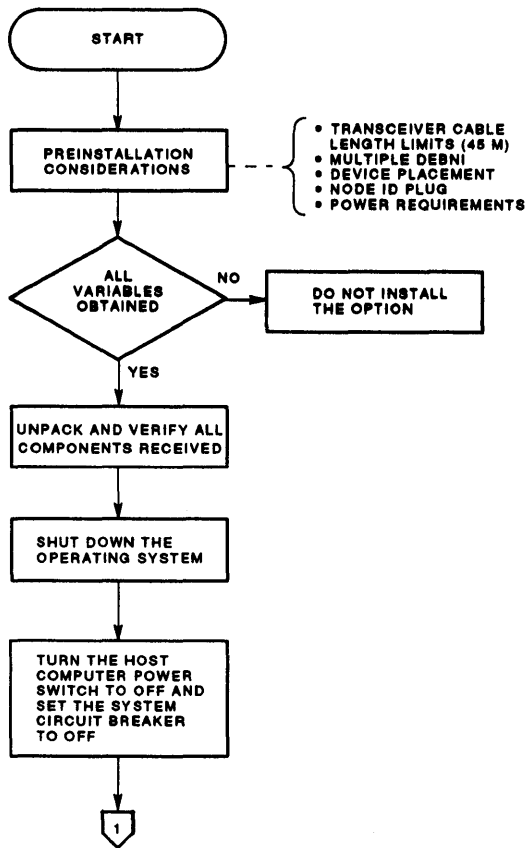 START
PREINSTALLATION
CONSIDERATIONS
• TRANSCEIVER CABLE
LENGTH LIMITS (45 M)
• MULTIPLE DEBNI
• DEVICE PLACEMENT
• NODE ID PLUG
• POWER REQUIREMENTS
ALL
VARIABLES
OBTAINED
NO
DO NOT INSTALL
THE OPTION
YES
UNPACK AND VERIFY ALL
COMPONENTS RECEIVED
SHUT DOWN THE
OPERATING SYSTEM
TURN THE HOST
COMPUTER POWER
SWITCH TO OFF AND
SET THE SYSTEM
CIRCUIT BREAKER
TO OFF
1